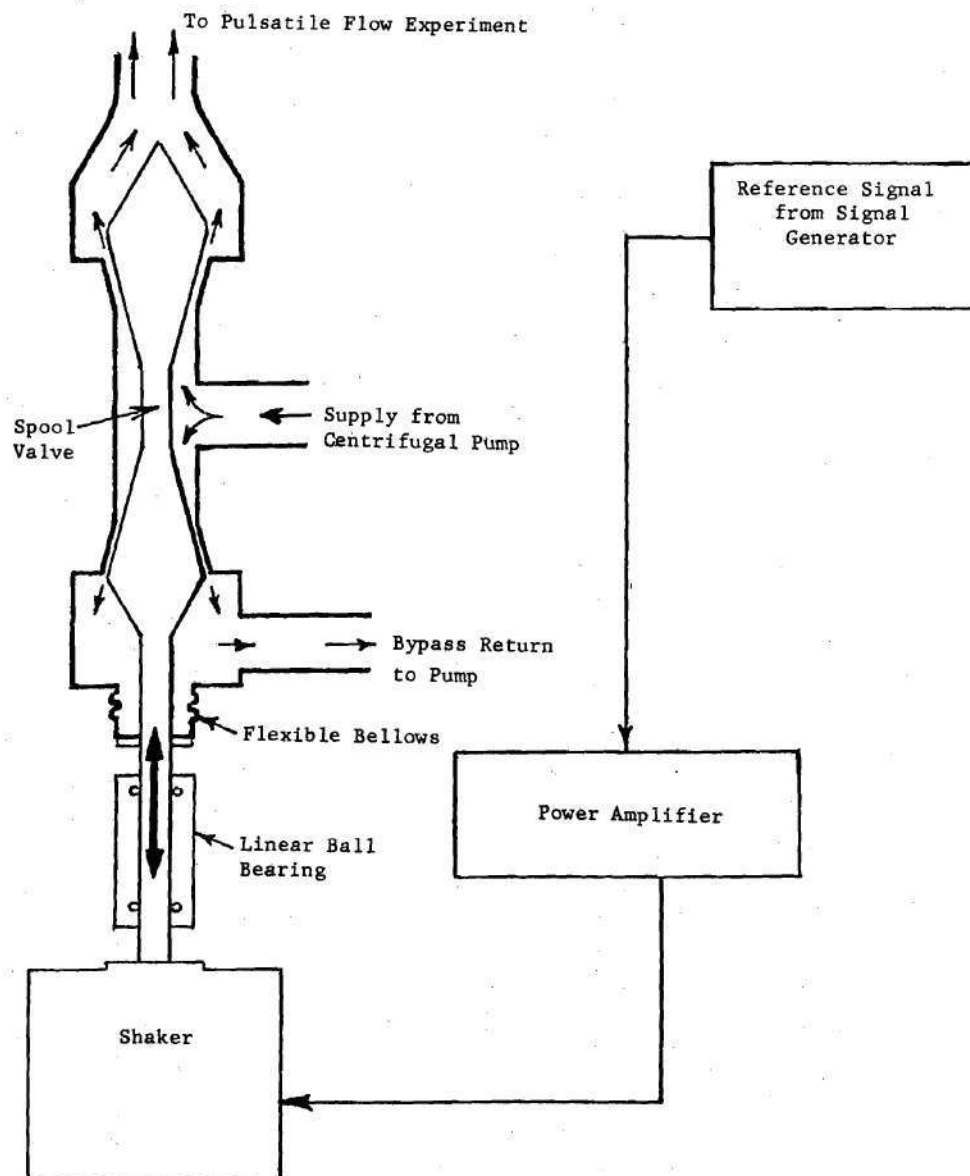 To Pulsatile Flow Experiment
Reference Signal
from Signal
Generator
Spool
Valve
Supply from
Centrifugal Pump
Bypass Return
to Pump
Flexible Bellows
Power Amplifier
Linear Ball
Bearing
Shaker